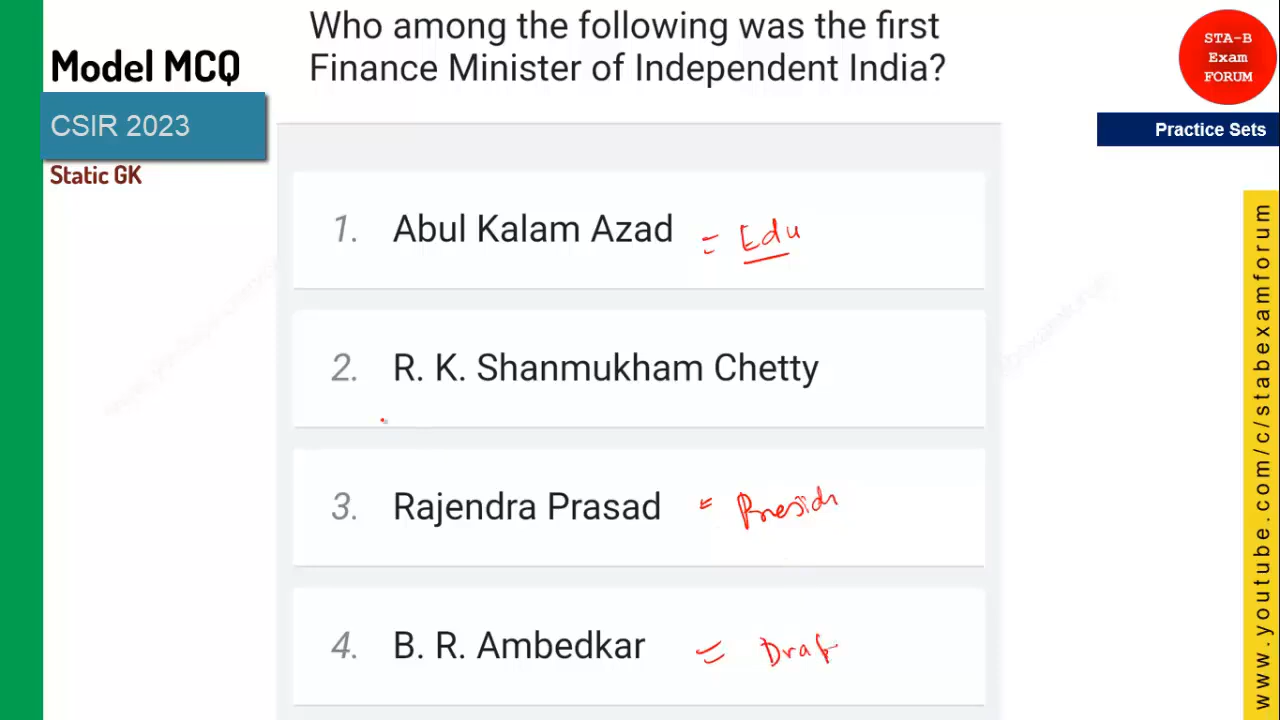 Who among the following was the first
Finance Minister of Independent India?
Model MCQ
CSIR 2023
Static GK
STA-B
Exam
FORUM
Practice Sets
1. Abul Kalam Azad = Edu
2. R. K. Shanmukham Chetty
3. Rajendra Prasad = Presid
4. B. R. Ambedkar = Draf
www.youtube.com/c/stabexamforum